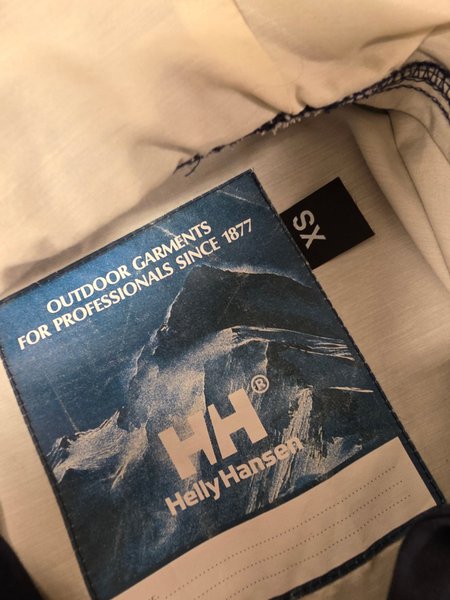 OUTDOOR GARMENTS
FOR PROFESSIONALS SINCE 1877
XS
HH®
Helly Hansen